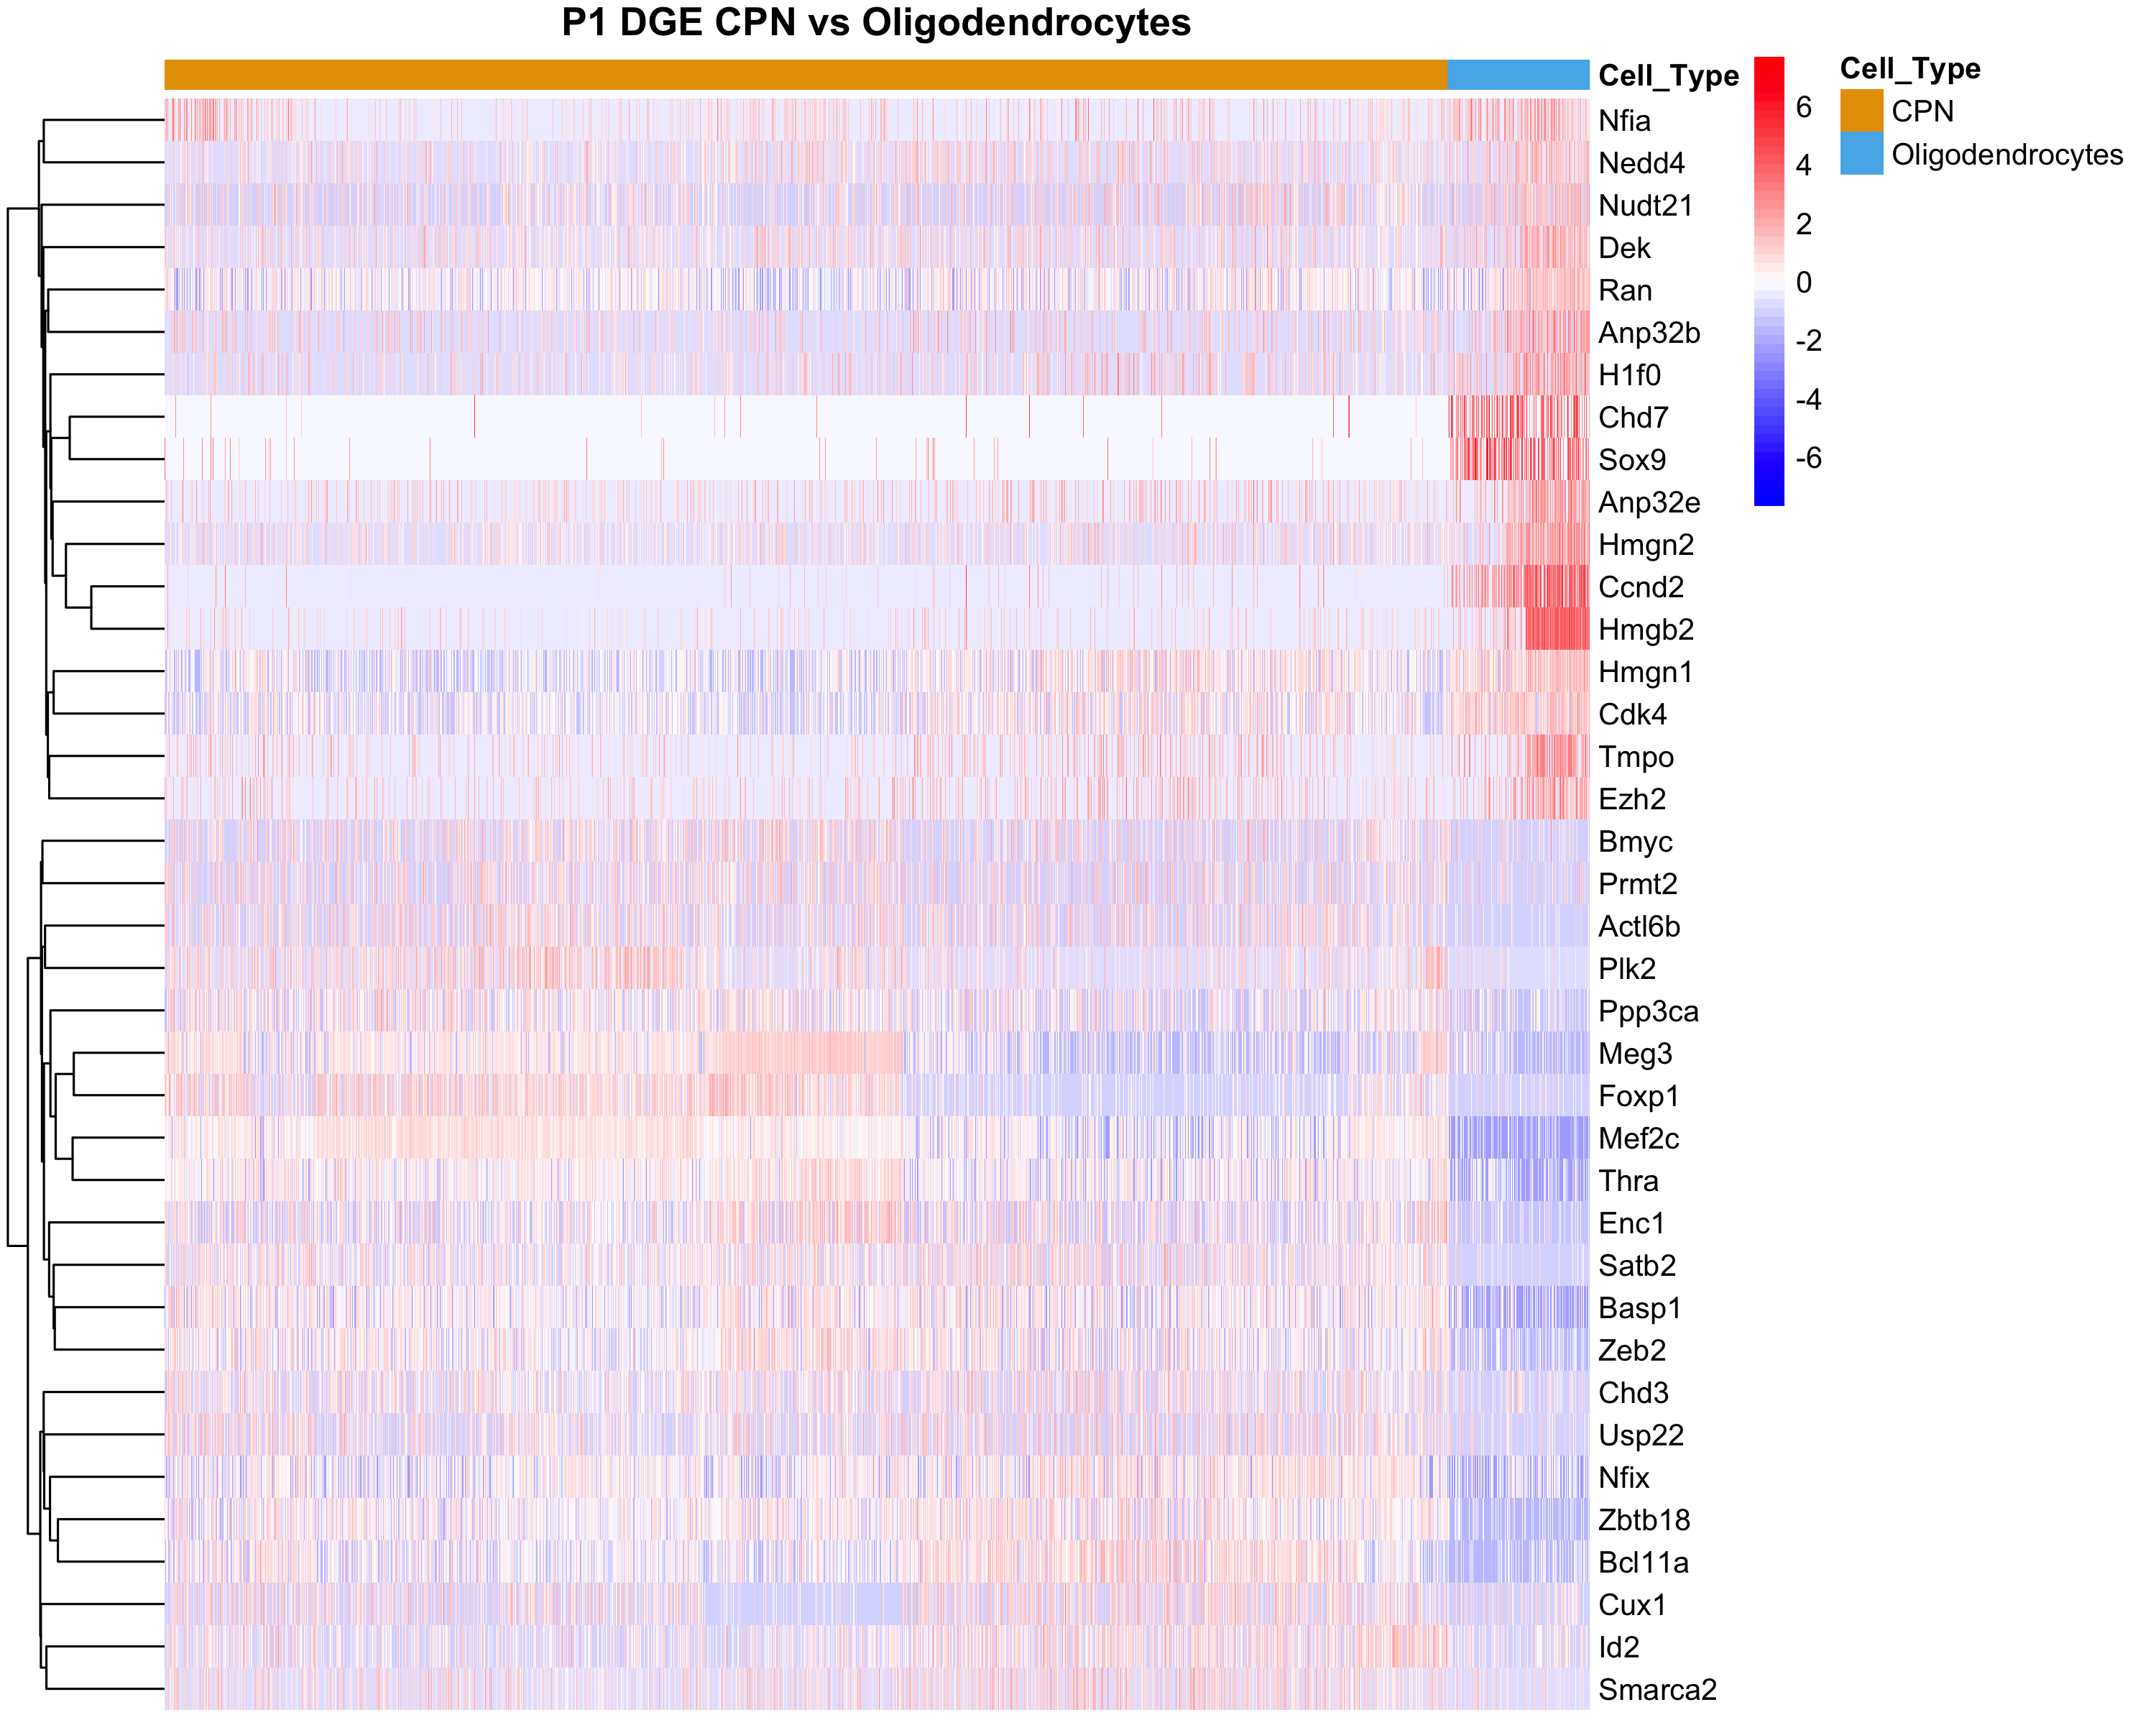 P1 DGE CPN vs Oligodendrocytes
Cell_Type
Nfia
Nedd4
Nudt21
Dek
Ran
Anp32b
H1f0
Chd7
Sox9
Anp32e
Hmgn2
Ccnd2
Hmgb2
Hmgn1
Cdk4
Tmpo
Ezh2
Bmyc
Prmt2
Actl6b
Plk2
Ppp3ca
Meg3
Foxp1
Mef2c
Thra
Enc1
Satb2
Basp1
Zeb2
Chd3
Usp22
Nfix
Zbtb18
Bcl11a
Cux1
Id2
Smarca2
6
4
2
0
-2
-4
-6
Cell_Type
CPN
Oligodendrocytes